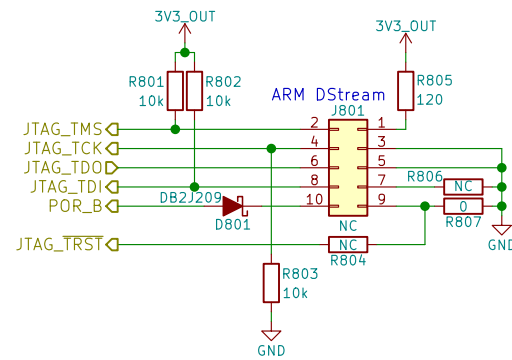 3V3_OUT
3V3_OUT
R801
10k
R802
10k
R805
120
ARM DStream
J801
JTAG_TMS
2
1
JTAG_TCK
4
3
JTAG_TDO
6
5
JTAG_TDI
8
7
R806
NC
POR_B
DB2J209
D801
10
9
0
R807
NC
JTAG_TRST
NC
R804
GND
R803
10k
GND